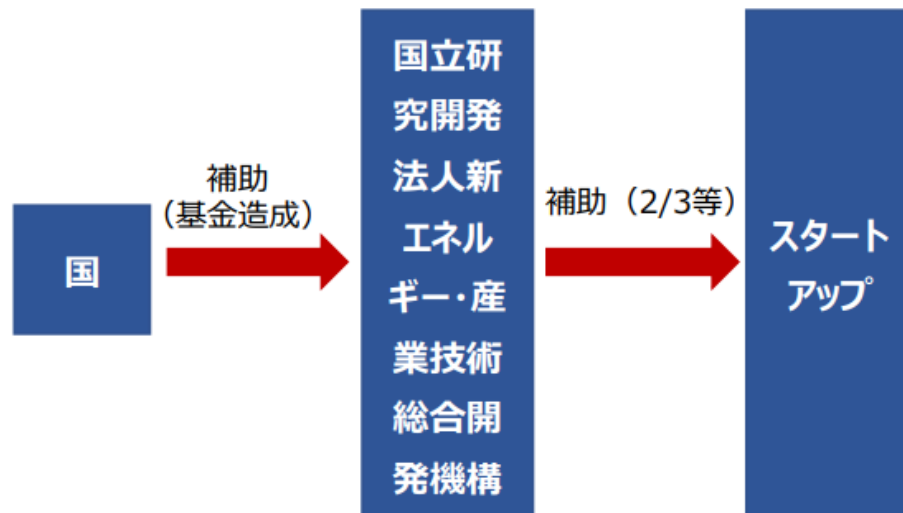 国
補助
（基金造成）
国立研
究開発
法人新
エネル
ギー・産
業技術
総合開
発機構
補助（2/3等）
スタート
アップ